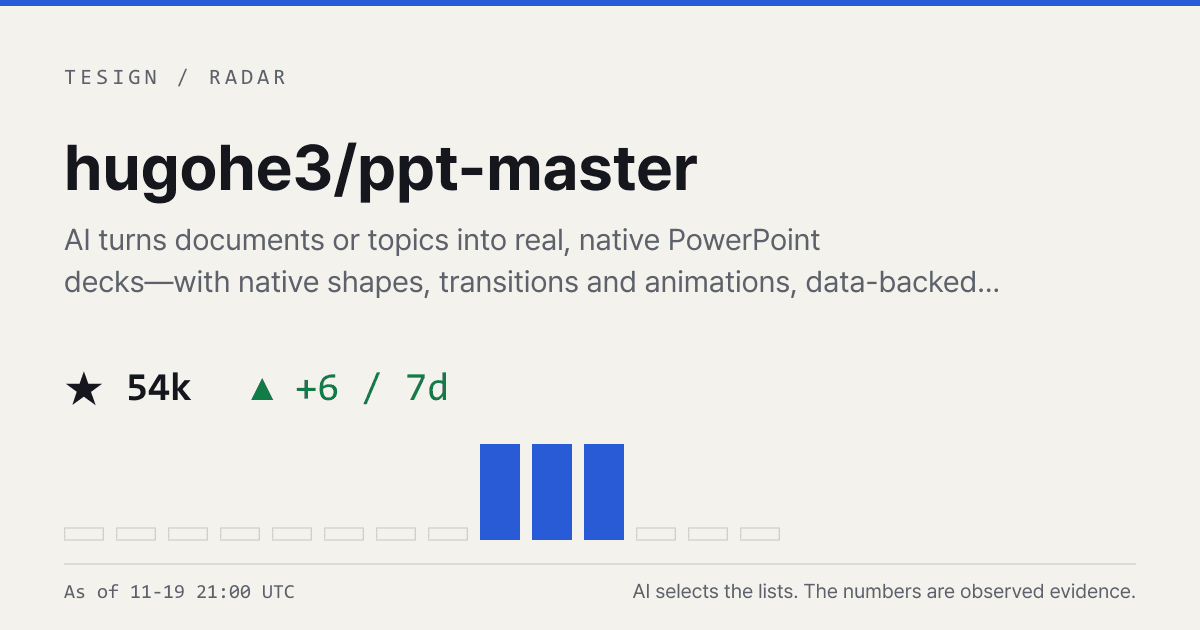 TESIGN / RADAR
hugohe3/ppt-master
AI turns documents or topics into real, native PowerPoint
decks—with native shapes, transitions and animations, data-backed…
★ 54k ▲ +6 / 7d
As of 11-19 21:00 UTC
AI selects the lists. The numbers are observed evidence.